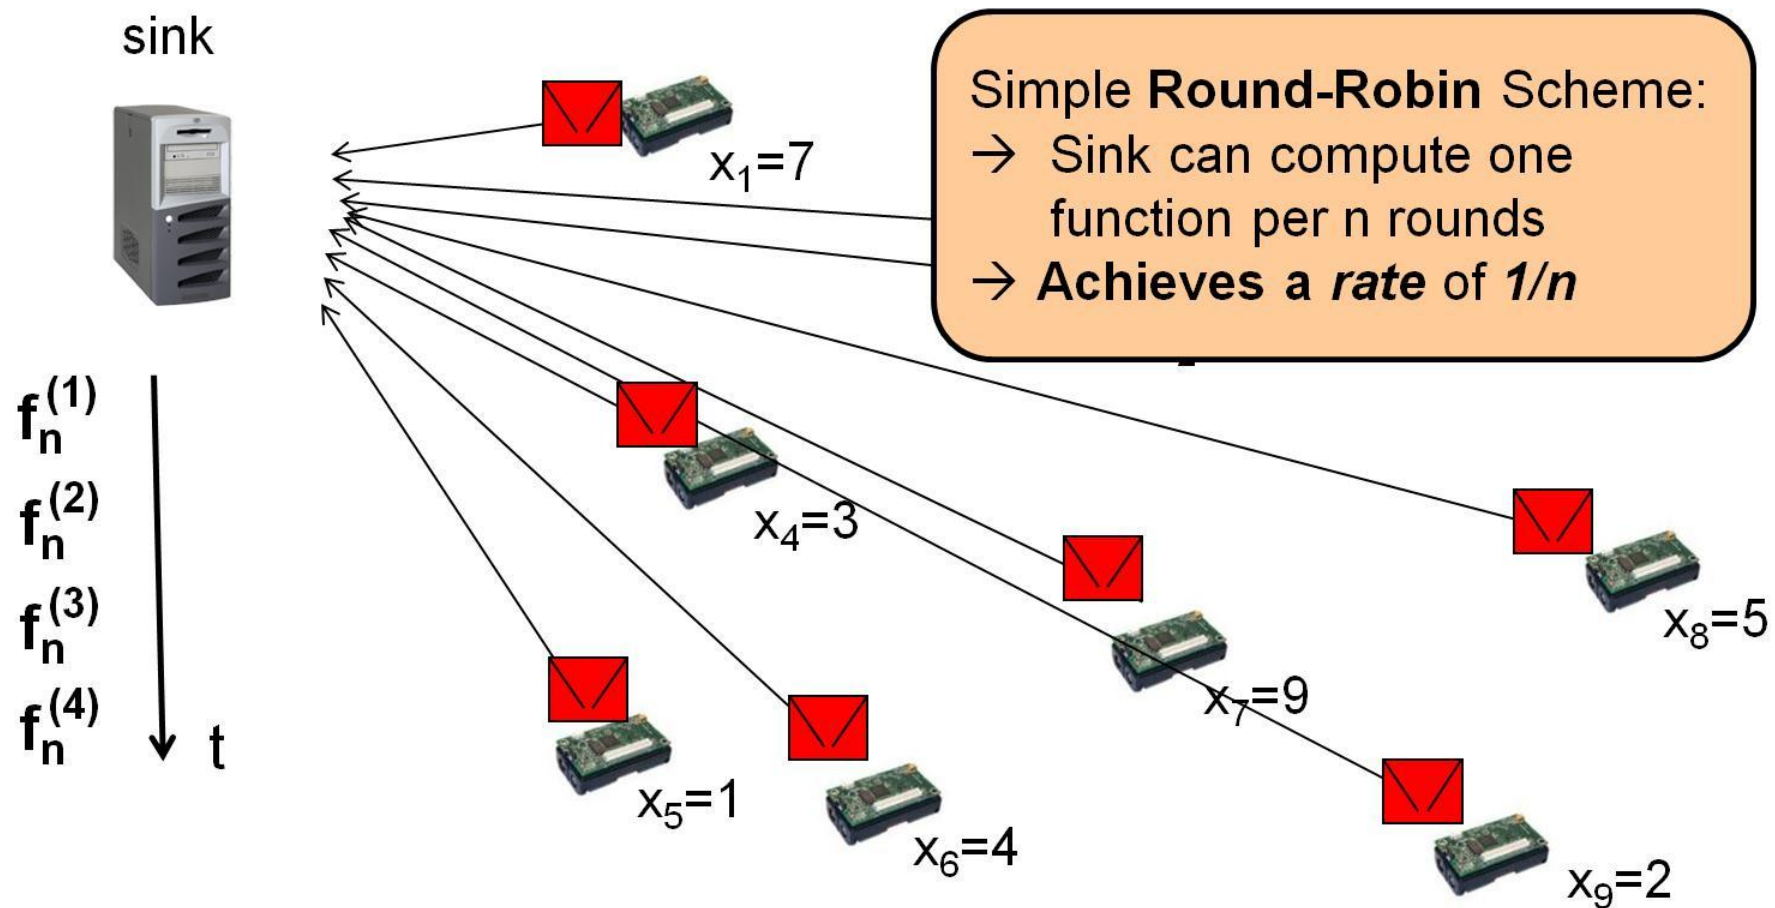 sink
Simple Round-Robin Scheme:
→ Sink can compute one
function per n rounds
→ Achieves a rate of 1/n
x₁=7
fₙ⁽¹⁾
x₄=3
fₙ⁽²⁾
x₈=5
fₙ⁽³⁾
x₇=9
fₙ⁽⁴⁾
t
x₅=1
x₆=4
x₉=2